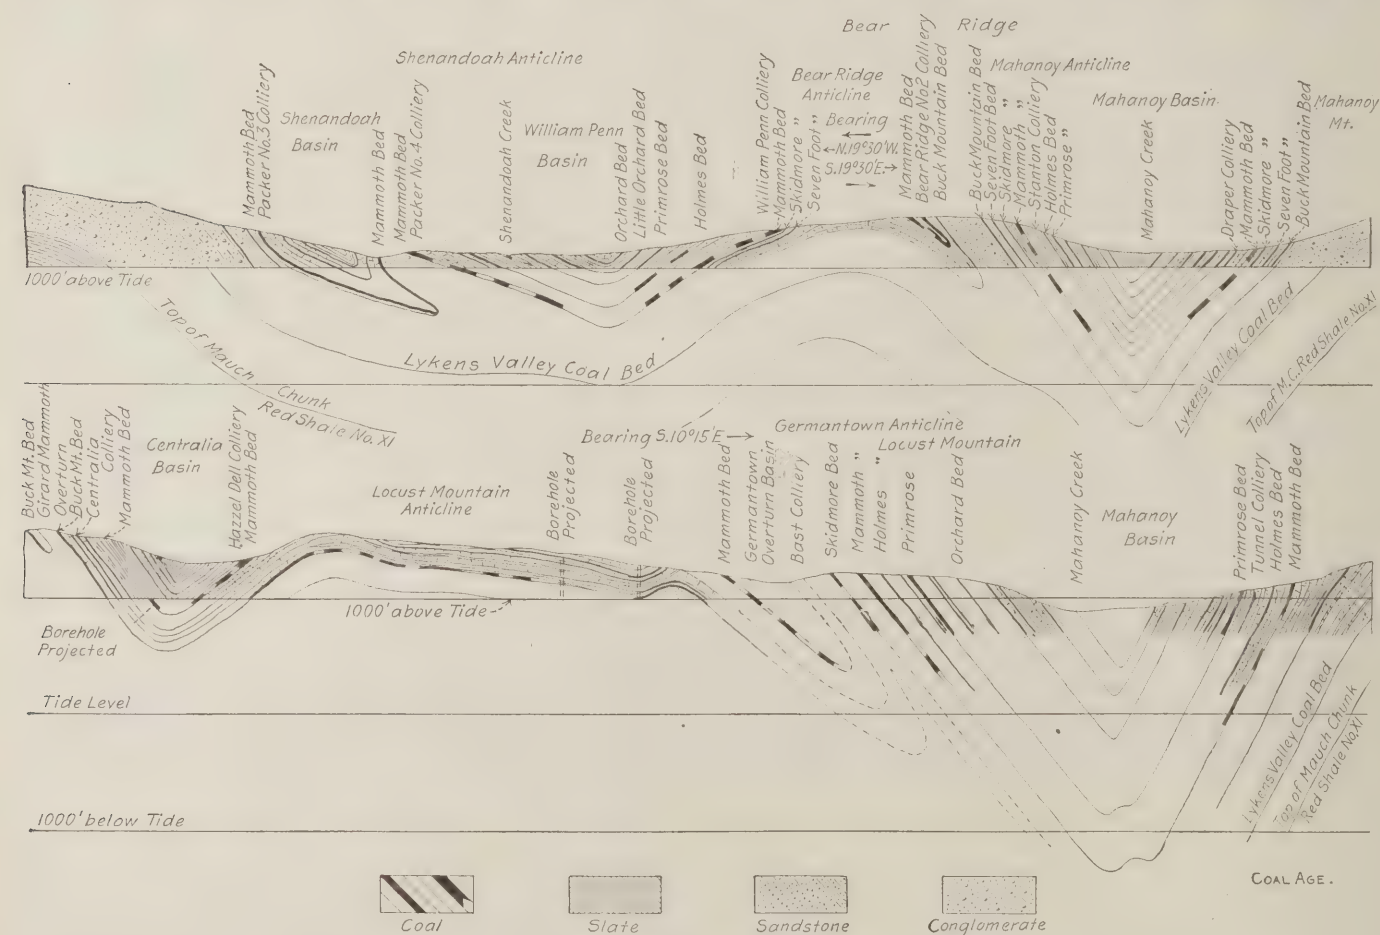 Bear Ridge
Shenandoah Anticline
Mammoth Bed
Packer No.3 Colliery
Shenandoah
Basin
Mammoth Bed
Mammoth Bed
Packer No.4 Colliery
Shenandoah Creek
William Penn
Basin
Orchard Bed
Little Orchard Bed
Primrose Bed
Holmes Bed
William Penn Colliery
Mammoth Bed
Skidmore "
Seven Foot "
Bear Ridge
Anticline
Bearing
N.19°30'W.
S.19°30'E.
Mammoth Bed
Bear Ridge No2 Colliery
Buck Mountain Bed
Buck Mountain Bed
Seven Foot Bed
Skidmore "
Mammoth "
Stanton Colliery
Holmes Bed
Primrose "
Mahanoy Anticline
Mahanoy Basin
Mahanoy Creek
Draper Colliery
Mammoth Bed
Skidmore "
Seven Foot "
Buck Mountain Bed
Mahanoy
Mt.
1000' above Tide
Top of Mauch Chunk
Red Shale No.XI
Lykens Valley Coal Bed
Lykens Valley Coal Bed
Top of M.C. Red Shale No.XI
Buck Mt. Bed
Girard Mammoth
Overturn
Buck Mt. Bed
Centralia
Colliery
Mammoth Bed
Centralia
Basin
Hazzel Dell Colliery
Mammoth Bed
Locust Mountain
Anticline
Borehole
Projected
Borehole
Projected
Bearing S.10°15'E
Mammoth Bed
Germantown
Overturn Basin
Bast Colliery
Germantown Anticline
Locust Mountain
Skidmore Bed
Mammoth "
Holmes "
Primrose
Orchard Bed
Mahanoy Creek
Mahanoy
Basin
Primrose Bed
Tunnel Colliery
Holmes Bed
Mammoth Bed
1000' above Tide
Borehole
Projected
Tide Level
1000' below Tide
Lykens Valley Coal Bed
Top of Mauch Chunk
Red Shale No.XI
COAL AGE.
Coal
Slate
Sandstone
Conglomerate